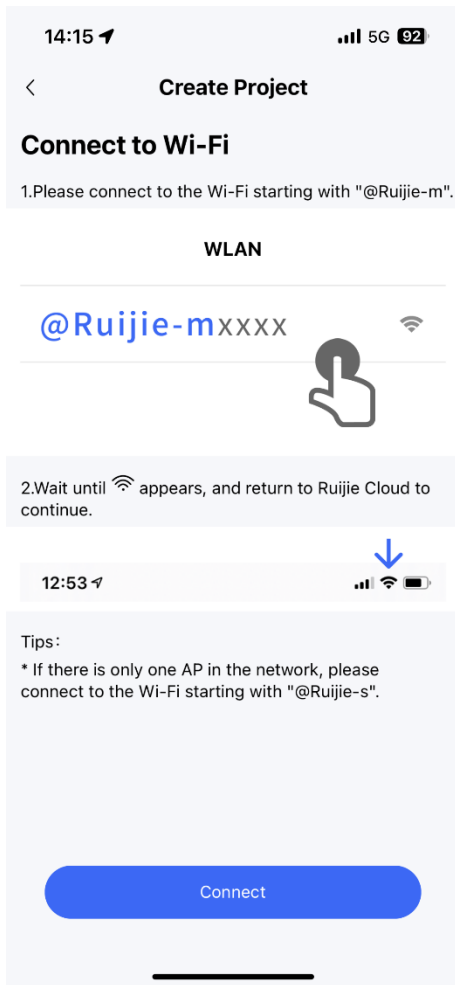 14:15 5G 92
Create Project
Connect to Wi-Fi
1.Please connect to the Wi-Fi starting with "@Ruijie-m".
WLAN
@Ruijie-mxxxx
2.Wait until appears, and return to Ruijie Cloud to
continue.
12:53
Tips:
* If there is only one AP in the network, please
connect to the Wi-Fi starting with "@Ruijie-s".
Connect